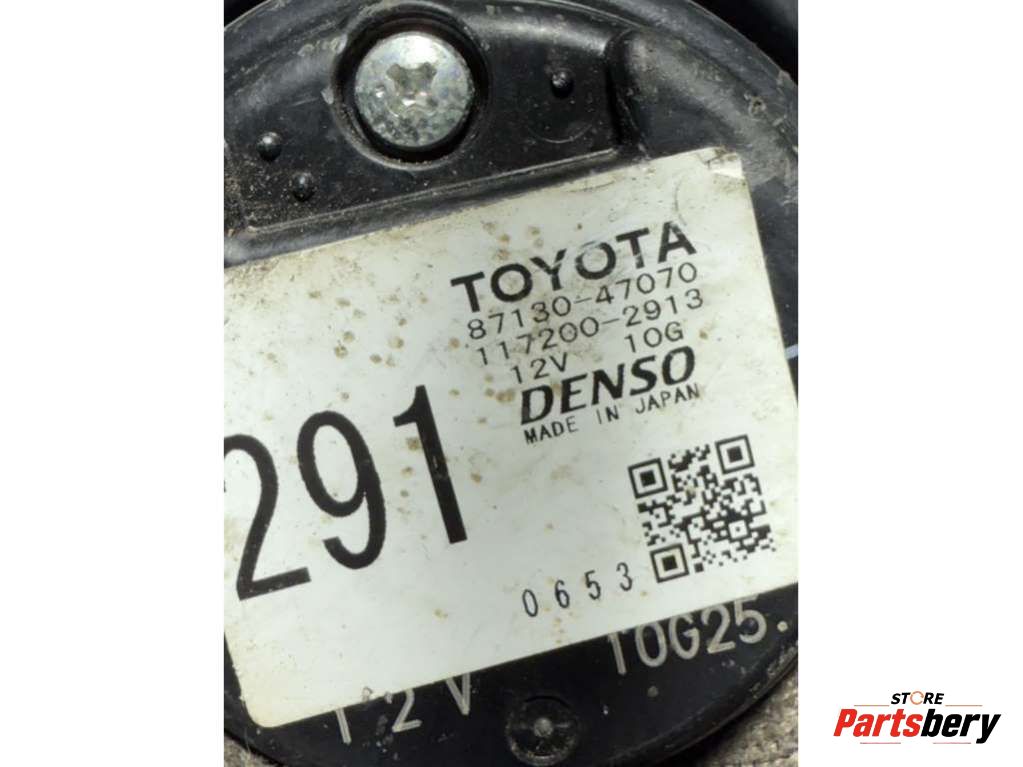 TOYOTA
87130-47070
117200-2913
12V 10G
DENSO
MADE IN JAPAN
291
0653
12V 10G25.
STORE
Partsbery